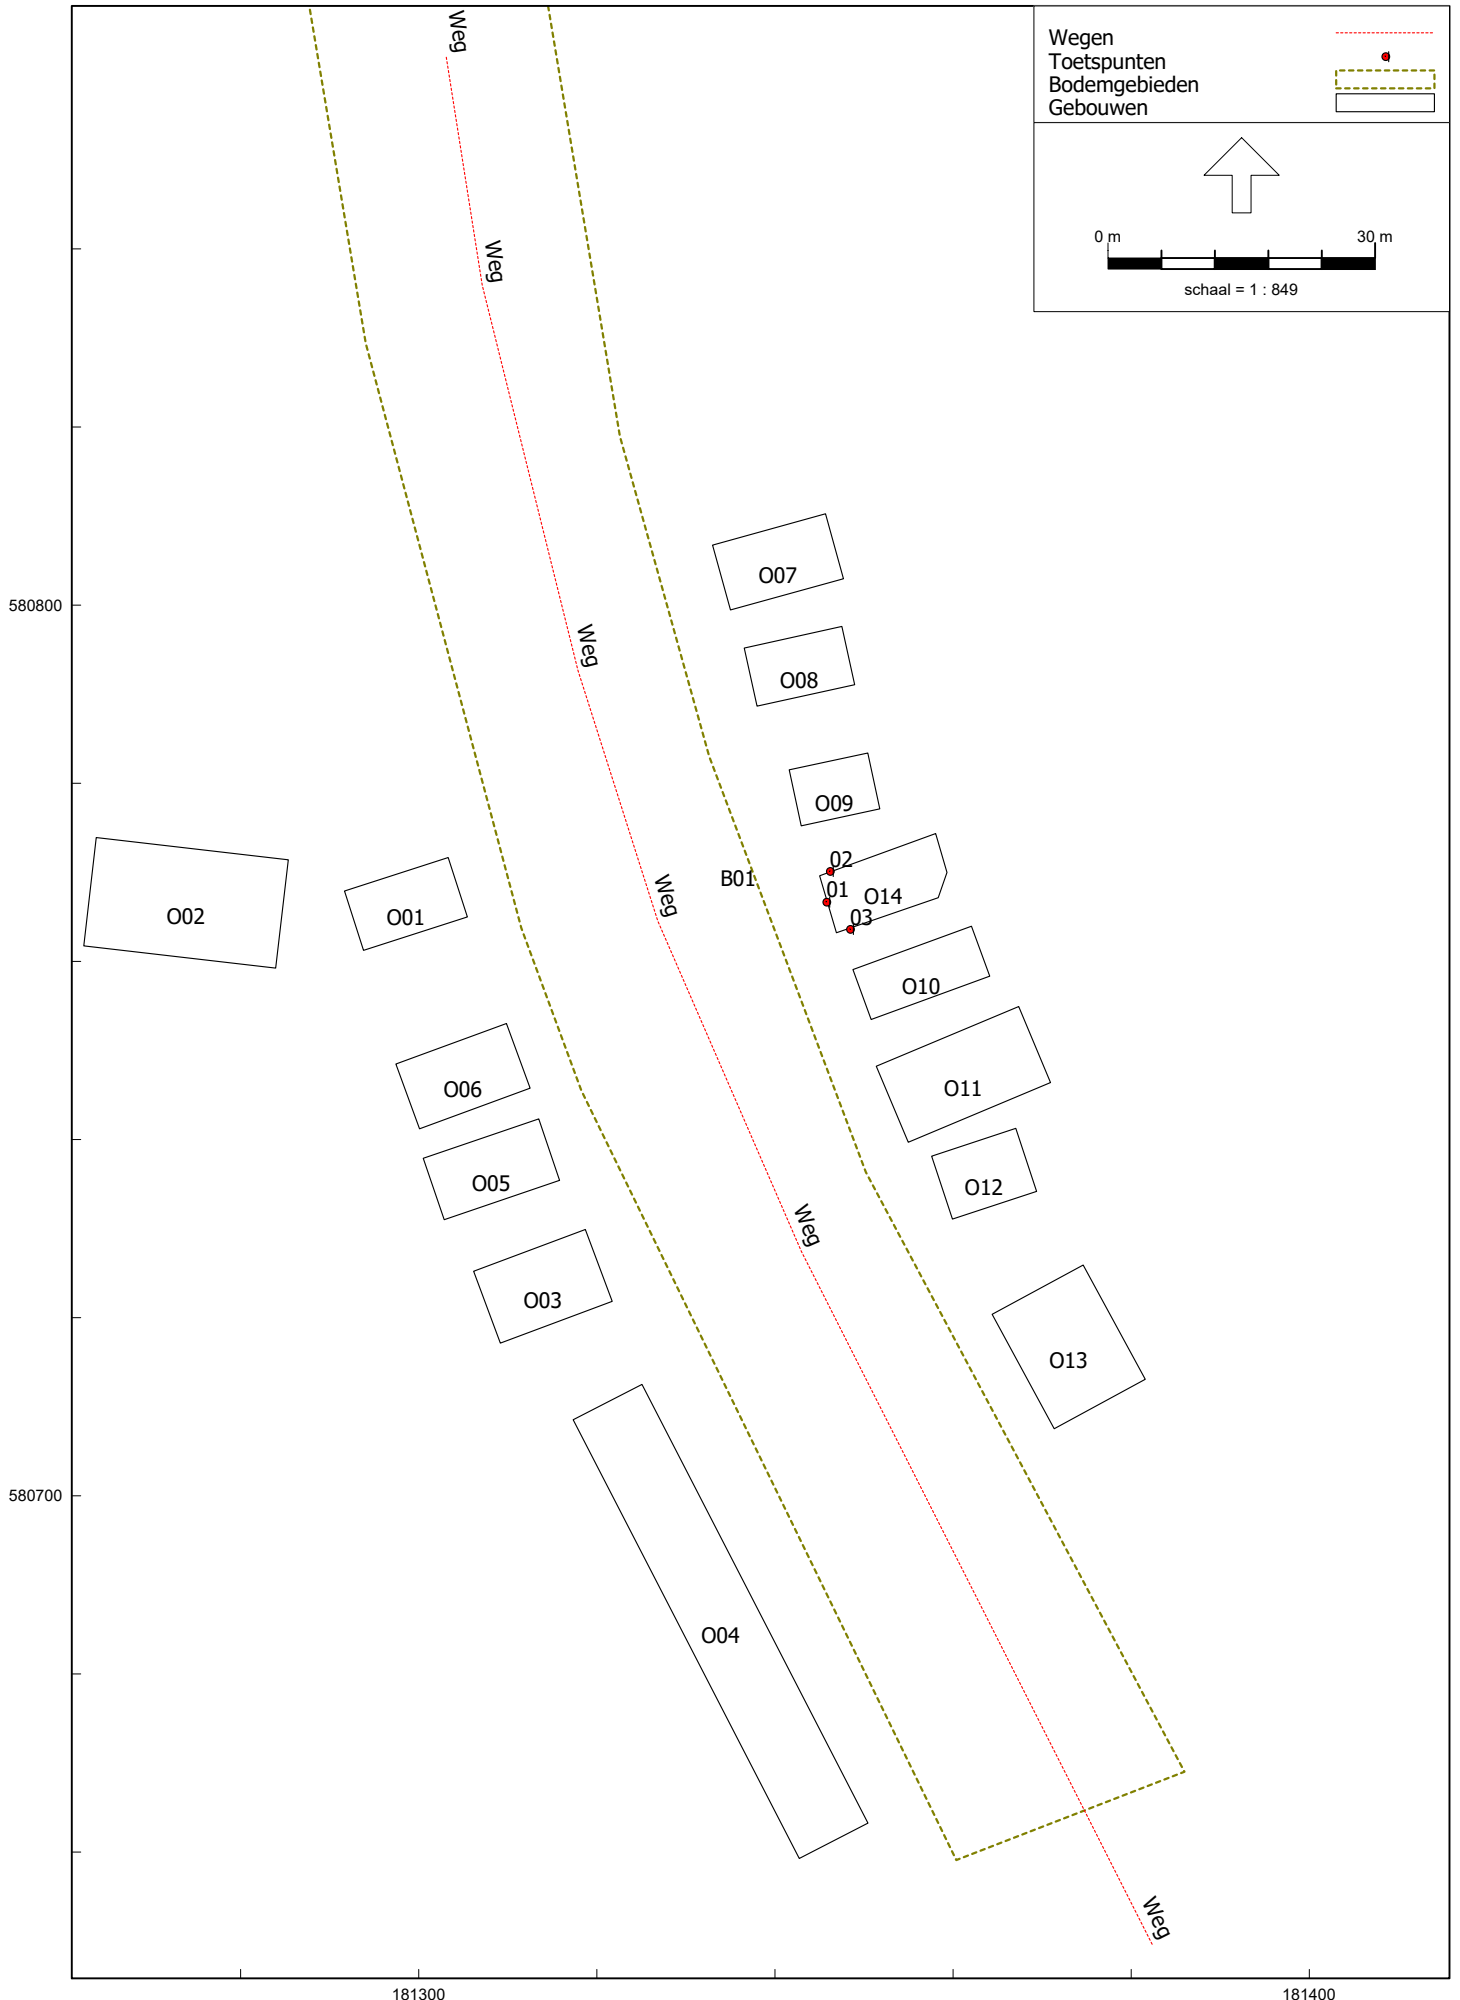 Weg
Wegen
Toetspunten
Bodemgebieden
Gebouwen
0 m 30 m
schaal = 1 : 849
Weg
O07
580800
Weg
O08
O09
02
B01
01
O14
Weg
O02
O01
03
O10
O06
O11
O05
O12
Weg
O03
O13
580700
O04
Weg
181300
181400